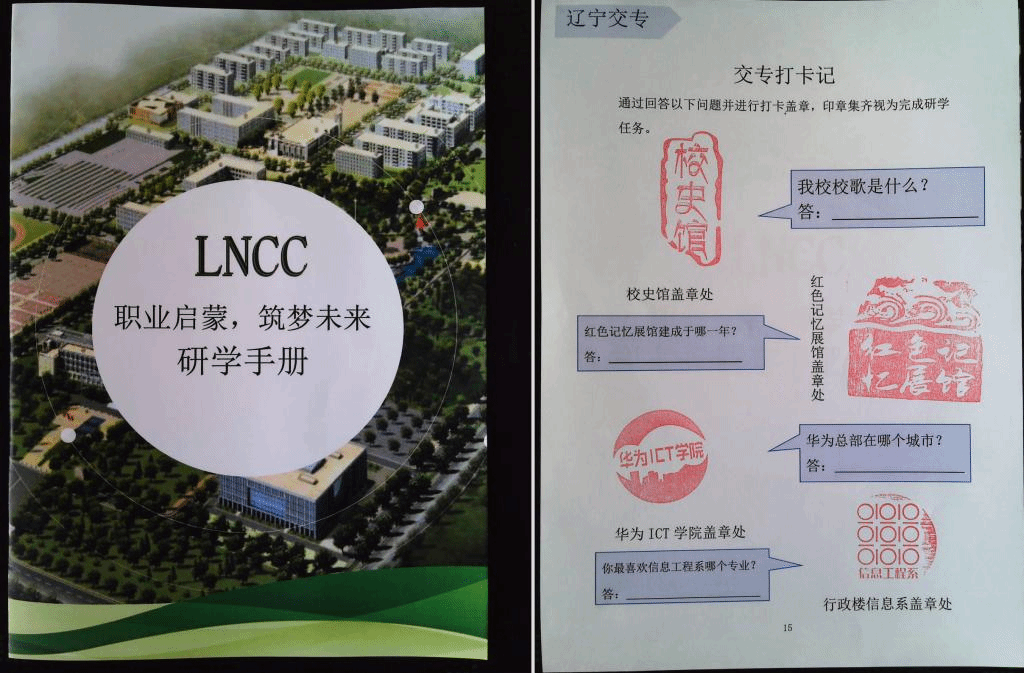 LNCC
职业启蒙，筑梦未来
研学手册
辽宁交专
交专打卡记
通过回答以下问题并进行打卡盖章，印章集齐视为完成研学
任务。
校史馆
我校校歌是什么？
答：
校史馆盖章处
红色记忆展馆建成于哪一年？
答：
红色记忆展馆盖章处
红色记
忆展馆
华为ICT学院
华为总部在哪个城市？
答：
华为 ICT 学院盖章处
你最喜欢信息工程系哪个专业？
答：
01010
01010
信息工程系
行政楼信息系盖章处
15